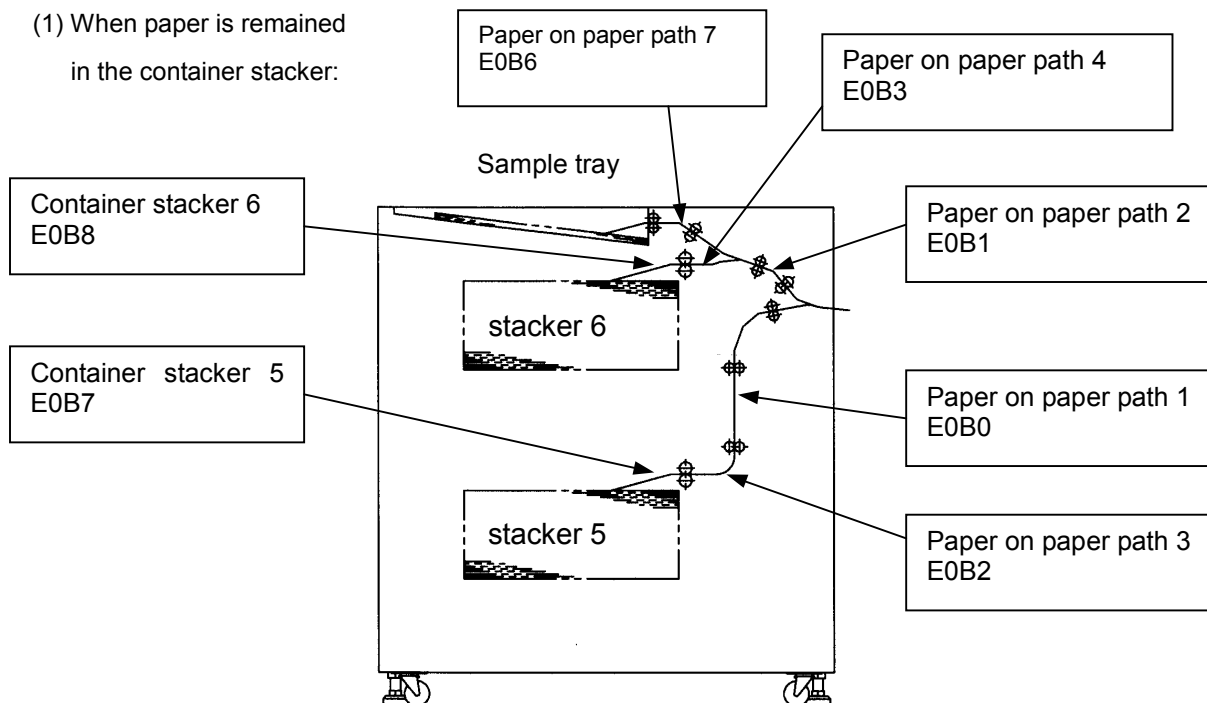 (1) When paper is remained
in the container stacker:
Paper on paper path 7
E0B6
Paper on paper path 4
E0B3
Sample tray
Container stacker 6
E0B8
Paper on paper path 2
E0B1
stacker 6
Container stacker 5
E0B7
Paper on paper path 1
E0B0
stacker 5
Paper on paper path 3
E0B2